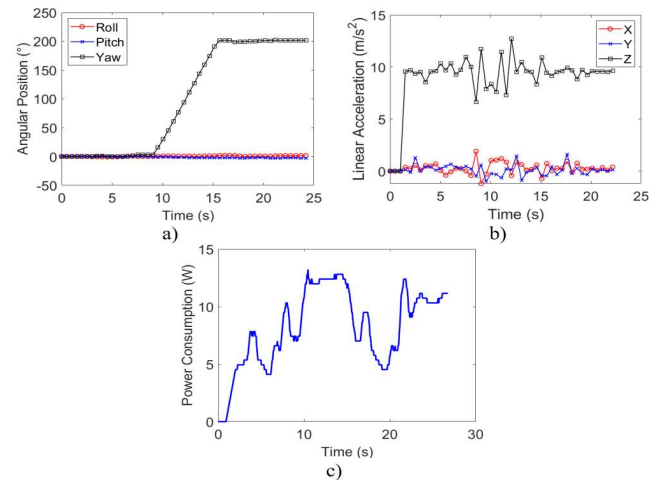 Roll
Pitch
Yaw
Angular Position (°)
250
200
150
100
50
0
-50
0
5
10
15
20
25
Time (s)
a)
X
Y
Z
Linear Acceleration (m/s²)
15
10
5
0
0
5
10
15
20
25
Time (s)
b)
Power Consumption (W)
15
10
5
0
0
10
20
30
Time (s)
c)